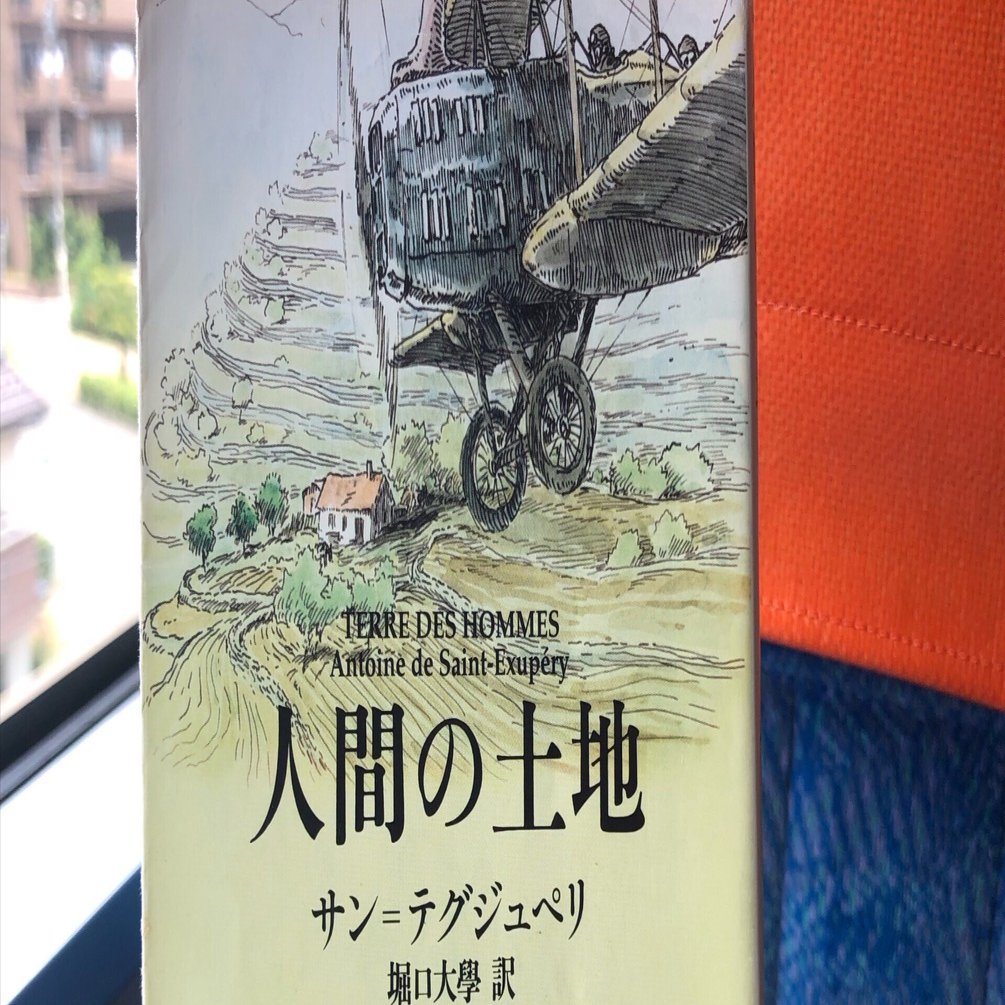 TERRE DES HOMMES
Antoine de Saint-Exupéry
人間の土地
サン=テグジュペリ
堀口大學 訳